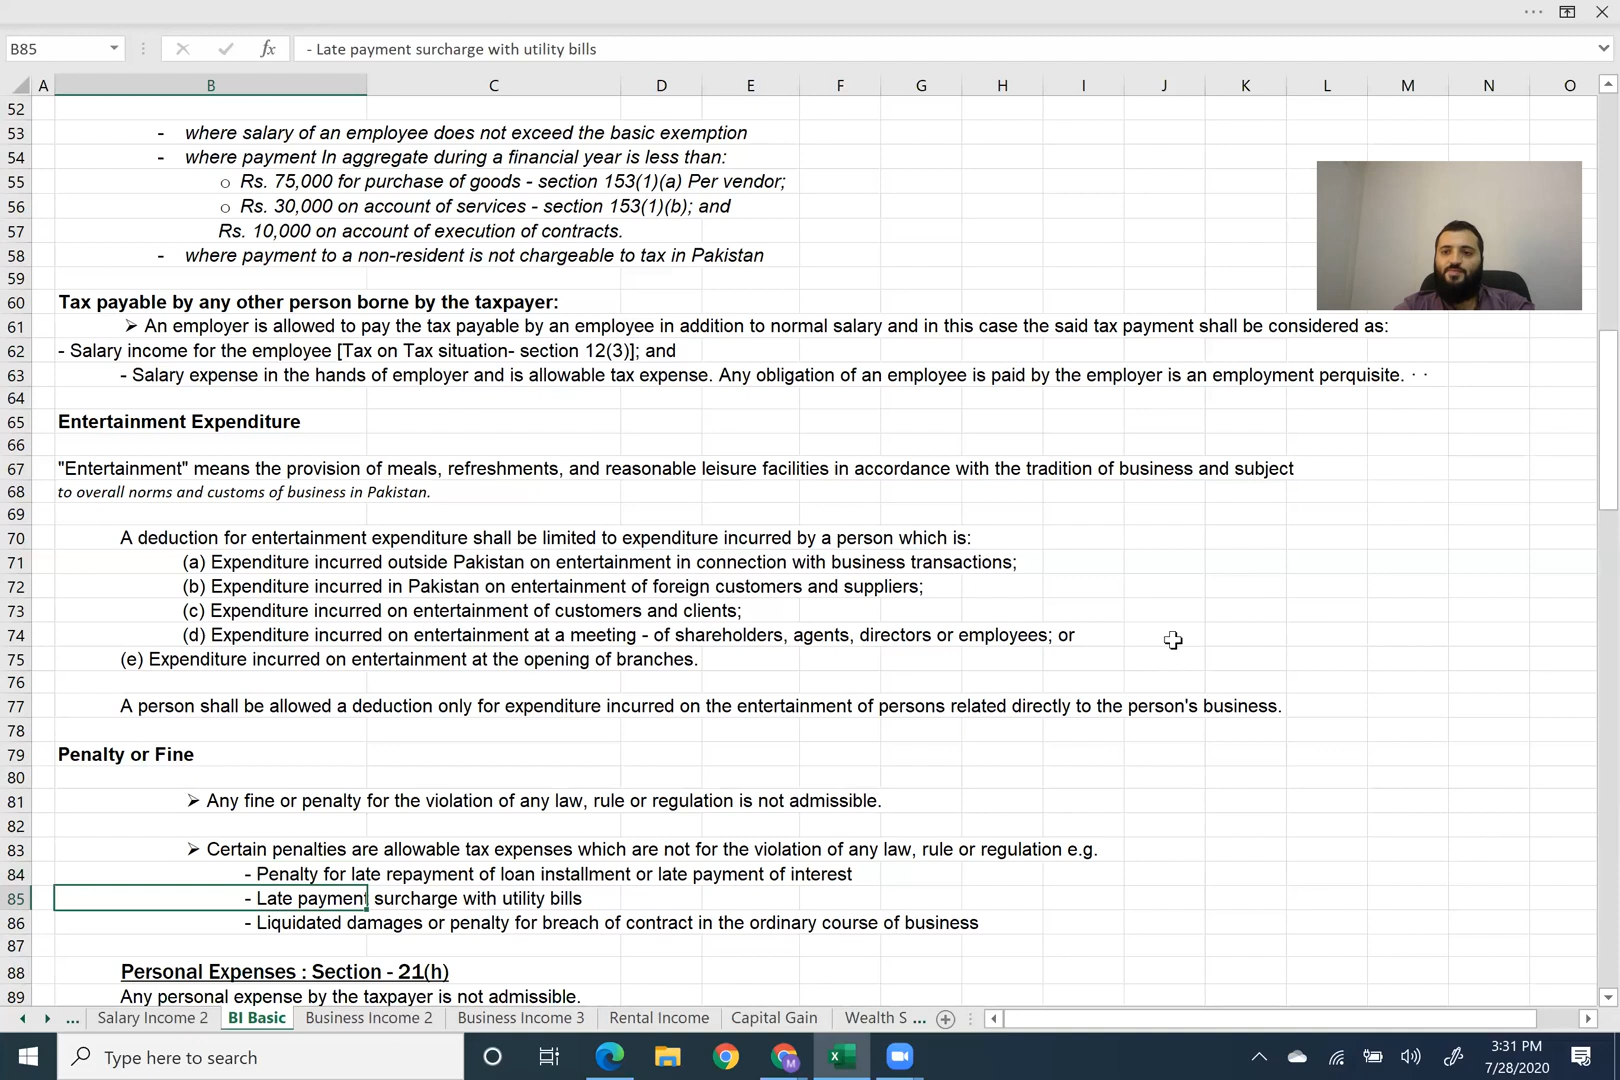 B85
fx
- Late payment surcharge with utility bills
A B C D E F G H I J K L M N O
52
53 - where salary of an employee does not exceed the basic exemption
54 - where payment In aggregate during a financial year is less than:
55 o Rs. 75,000 for purchase of goods - section 153(1)(a) Per vendor;
56 o Rs. 30,000 on account of services - section 153(1)(b); and
57 Rs. 10,000 on account of execution of contracts.
58 - where payment to a non-resident is not chargeable to tax in Pakistan
59
60 Tax payable by any other person borne by the taxpayer:
61 ➢ An employer is allowed to pay the tax payable by an employee in addition to normal salary and in this case the said tax payment shall be considered as:
62 - Salary income for the employee [Tax on Tax situation- section 12(3)]; and
63 - Salary expense in the hands of employer and is allowable tax expense. Any obligation of an employee is paid by the employer is an employment perquisite. · ·
64
65 Entertainment Expenditure
66
67 "Entertainment" means the provision of meals, refreshments, and reasonable leisure facilities in accordance with the tradition of business and subject
68 to overall norms and customs of business in Pakistan.
69
70 A deduction for entertainment expenditure shall be limited to expenditure incurred by a person which is:
71 (a) Expenditure incurred outside Pakistan on entertainment in connection with business transactions;
72 (b) Expenditure incurred in Pakistan on entertainment of foreign customers and suppliers;
73 (c) Expenditure incurred on entertainment of customers and clients;
74 (d) Expenditure incurred on entertainment at a meeting - of shareholders, agents, directors or employees; or
75 (e) Expenditure incurred on entertainment at the opening of branches.
76
77 A person shall be allowed a deduction only for expenditure incurred on the entertainment of persons related directly to the person's business.
78
79 Penalty or Fine
80
81 ➢ Any fine or penalty for the violation of any law, rule or regulation is not admissible.
82
83 ➢ Certain penalties are allowable tax expenses which are not for the violation of any law, rule or regulation e.g.
84 - Penalty for late repayment of loan installment or late payment of interest
85 - Late payment surcharge with utility bills
86 - Liquidated damages or penalty for breach of contract in the ordinary course of business
87
88 Personal Expenses : Section - 21(h)
89 Any personal expense by the taxpayer is not admissible.
... Salary Income 2 BI Basic Business Income 2 Business Income 3 Rental Income Capital Gain Wealth S ...
Type here to search
3:31 PM
7/28/2020